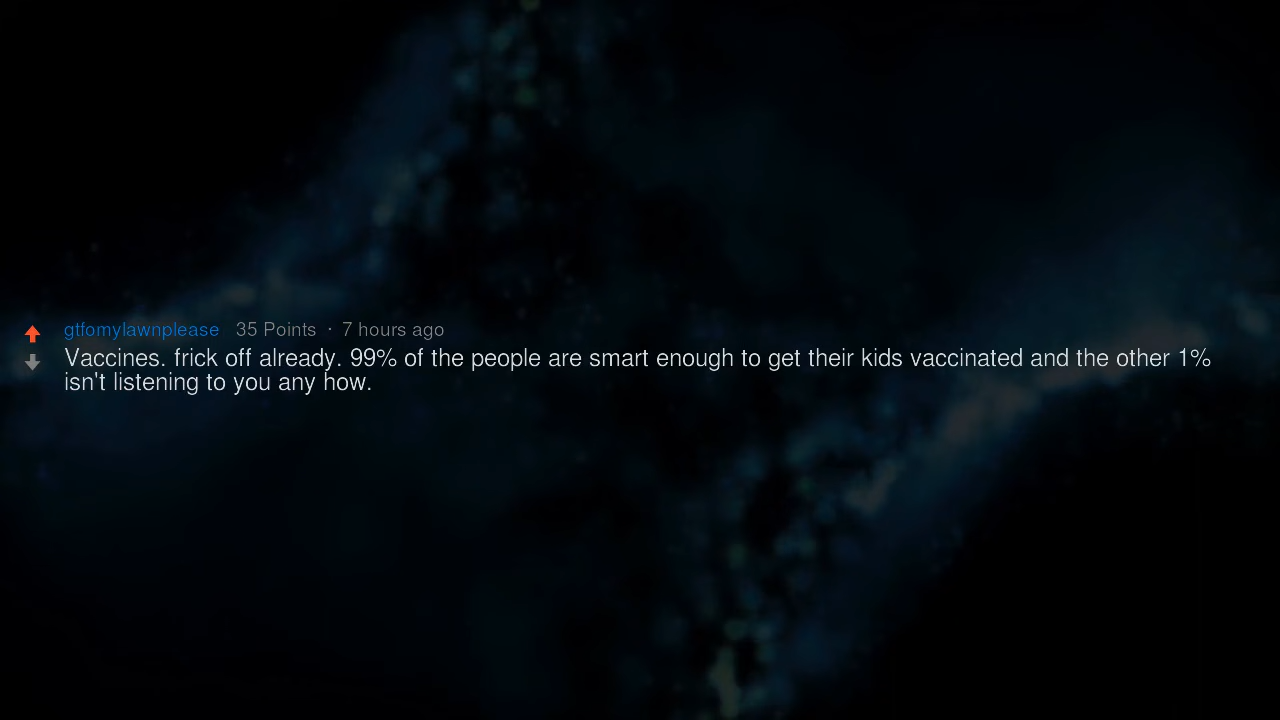 gtfomylawnplease 35 Points · 7 hours ago
Vaccines. frick off already. 99% of the people are smart enough to get their kids vaccinated and the other 1%
isn't listening to you any how.